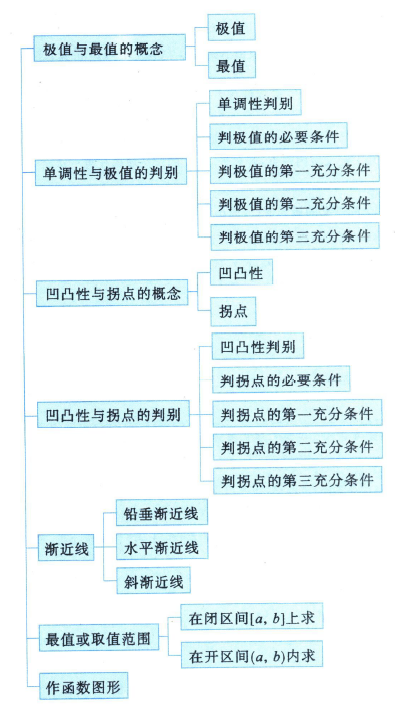 极值与最值的概念
极值
最值
单调性与极值的判别
单调性判别
判极值的必要条件
判极值的第一充分条件
判极值的第二充分条件
判极值的第三充分条件
凹凸性与拐点的概念
凹凸性
拐点
凹凸性与拐点的判别
凹凸性判别
判拐点的必要条件
判拐点的第一充分条件
判拐点的第二充分条件
判拐点的第三充分条件
渐近线
铅垂渐近线
水平渐近线
斜渐近线
最值或取值范围
在闭区间[a, b]上求
在开区间(a, b)内求
作函数图形